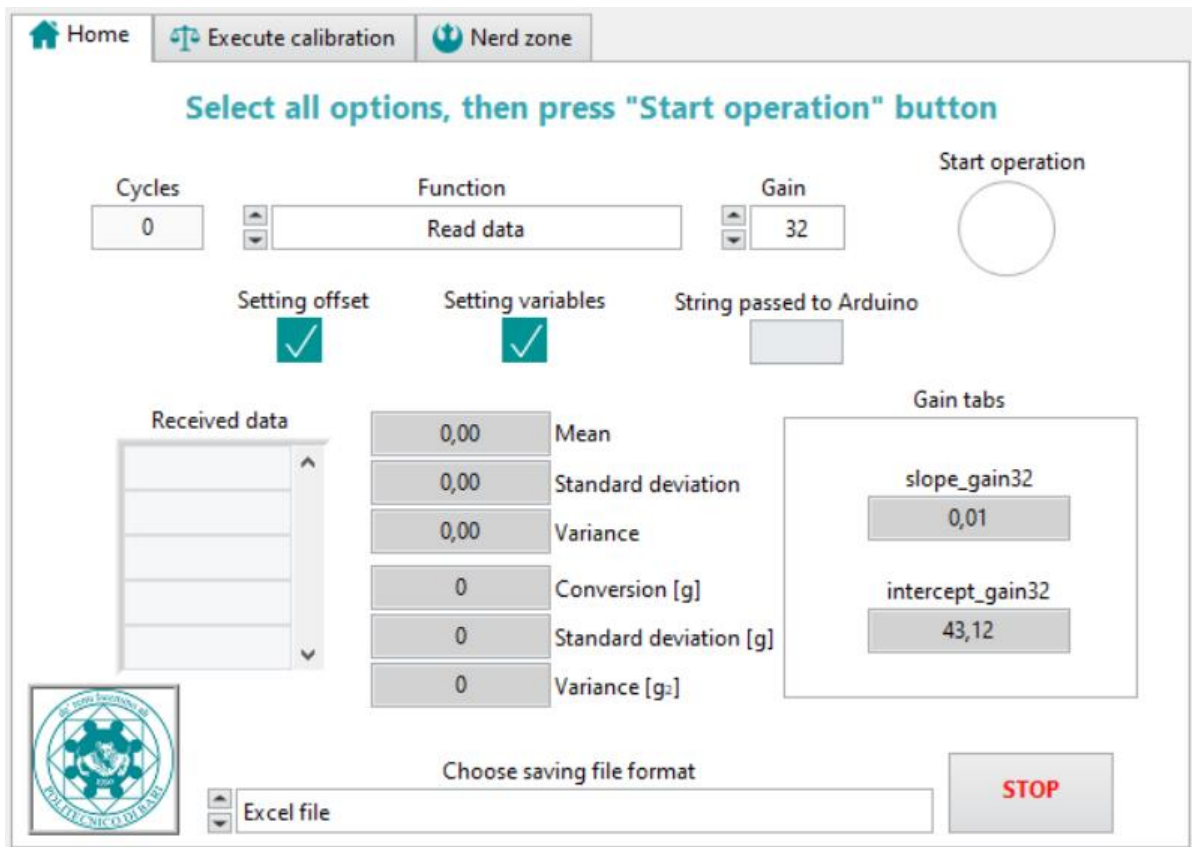 Home
Execute calibration
Nerd zone
Select all options, then press "Start operation" button
Start operation
Cycles
Function
Gain
0
Read data
32
Setting offset
Setting variables
String passed to Arduino
Received data
0,00 Mean
0,00 Standard deviation
0,00 Variance
0 Conversion [g]
0 Standard deviation [g]
0 Variance [g2]
Gain tabs
slope_gain32
0,01
intercept_gain32
43,12
POLITECNICO DI BARI
Choose saving file format
Excel file
STOP